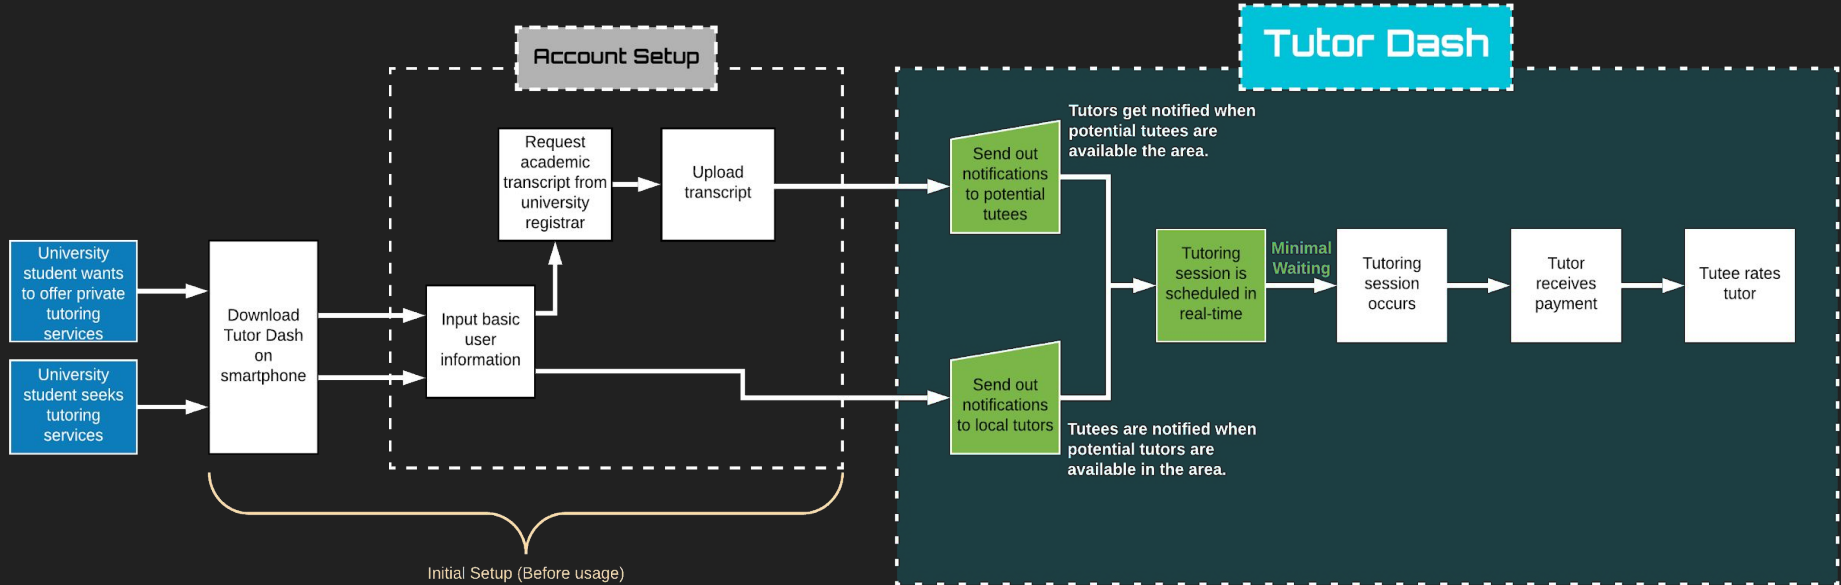 Account Setup
Tutor Dash
University
student wants
to offer private
tutoring
services
University
student seeks
tutoring
services
Download
Tutor Dash
on
smartphone
Input basic
user
information
Request
academic
transcript from
university
registrar
Upload
transcript
Initial Setup (Before usage)
Send out
notifications
to potential
tutees
Tutors get notified when
potential tutees are
available the area.
Send out
notifications
to local tutors
Tutees are notified when
potential tutors are
available in the area.
Tutoring
session is
scheduled in
real-time
Minimal
Waiting
Tutoring
session
occurs
Tutor
receives
payment
Tutee rates
tutor